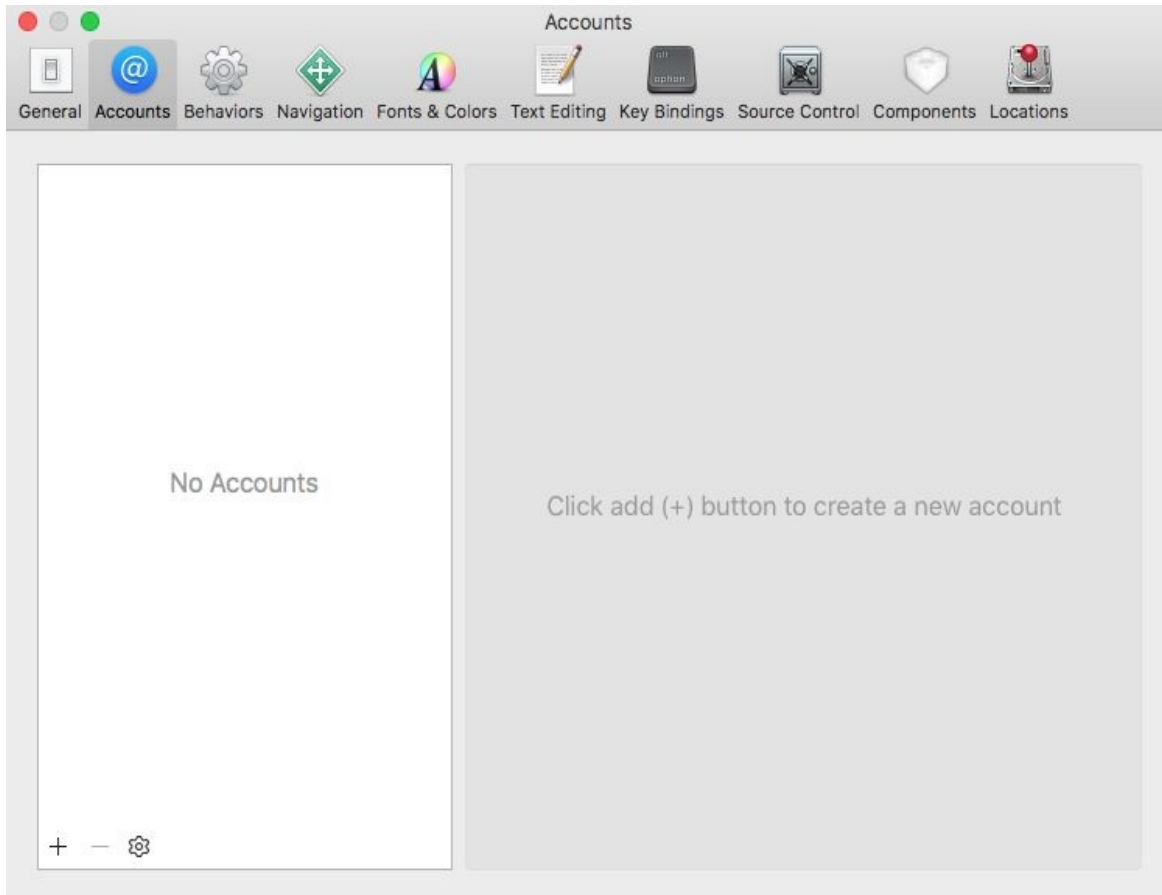 Accounts
@
General Accounts Behaviors Navigation Fonts & Colors Text Editing Key Bindings Source Control Components Locations
No Accounts
Click add (+) button to create a new account